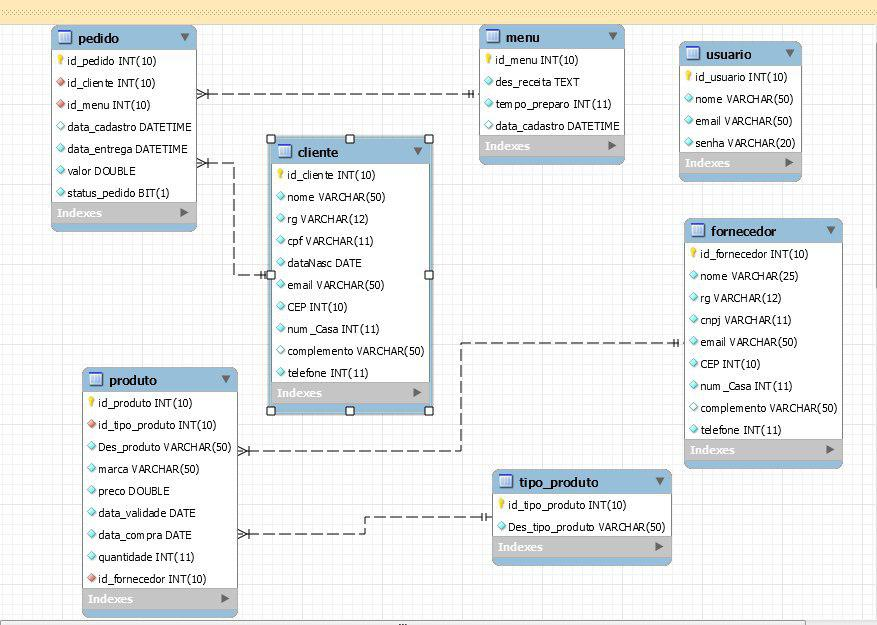 pedido
id_pedido INT(10)
id_cliente INT(10)
id_menu INT(10)
data_cadastro DATETIME
data_entrega DATETIME
valor DOUBLE
status_pedido BIT(1)
Indexes
menu
id_menu INT(10)
des_receita TEXT
tempo_preparo INT(11)
data_cadastro DATETIME
Indexes
usuario
id_usuario INT(10)
nome VARCHAR(50)
email VARCHAR(50)
senha VARCHAR(20)
Indexes
cliente
id_cliente INT(10)
nome VARCHAR(50)
rg VARCHAR(12)
cpf VARCHAR(11)
dataNasc DATE
email VARCHAR(50)
CEP INT(10)
num_Casa INT(11)
complemento VARCHAR(50)
telefone INT(11)
Indexes
fornecedor
id_fornecedor INT(10)
nome VARCHAR(25)
rg VARCHAR(12)
cnpj VARCHAR(11)
email VARCHAR(50)
CEP INT(10)
num_Casa INT(11)
complemento VARCHAR(50)
telefone INT(11)
Indexes
produto
id_produto INT(10)
id_tipo_produto INT(10)
Des_produto VARCHAR(50)
marca VARCHAR(50)
preco DOUBLE
data_validade DATE
data_compra DATE
quantidade INT(11)
id_fornecedor INT(10)
Indexes
tipo_produto
id_tipo_produto INT(10)
Des_tipo_produto VARCHAR(50)
Indexes